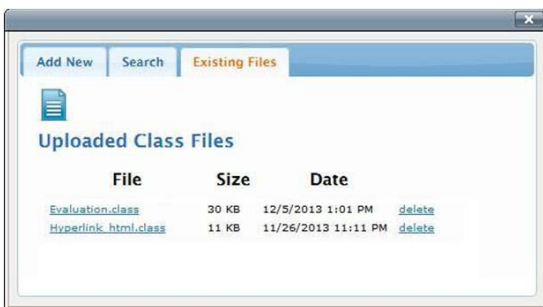 Add New Search Existing Files
Uploaded Class Files
File Size Date
Evaluation.class 30 KB 12/5/2013 1:01 PM delete
Hyperlink_html.class 11 KB 11/26/2013 11:11 PM delete